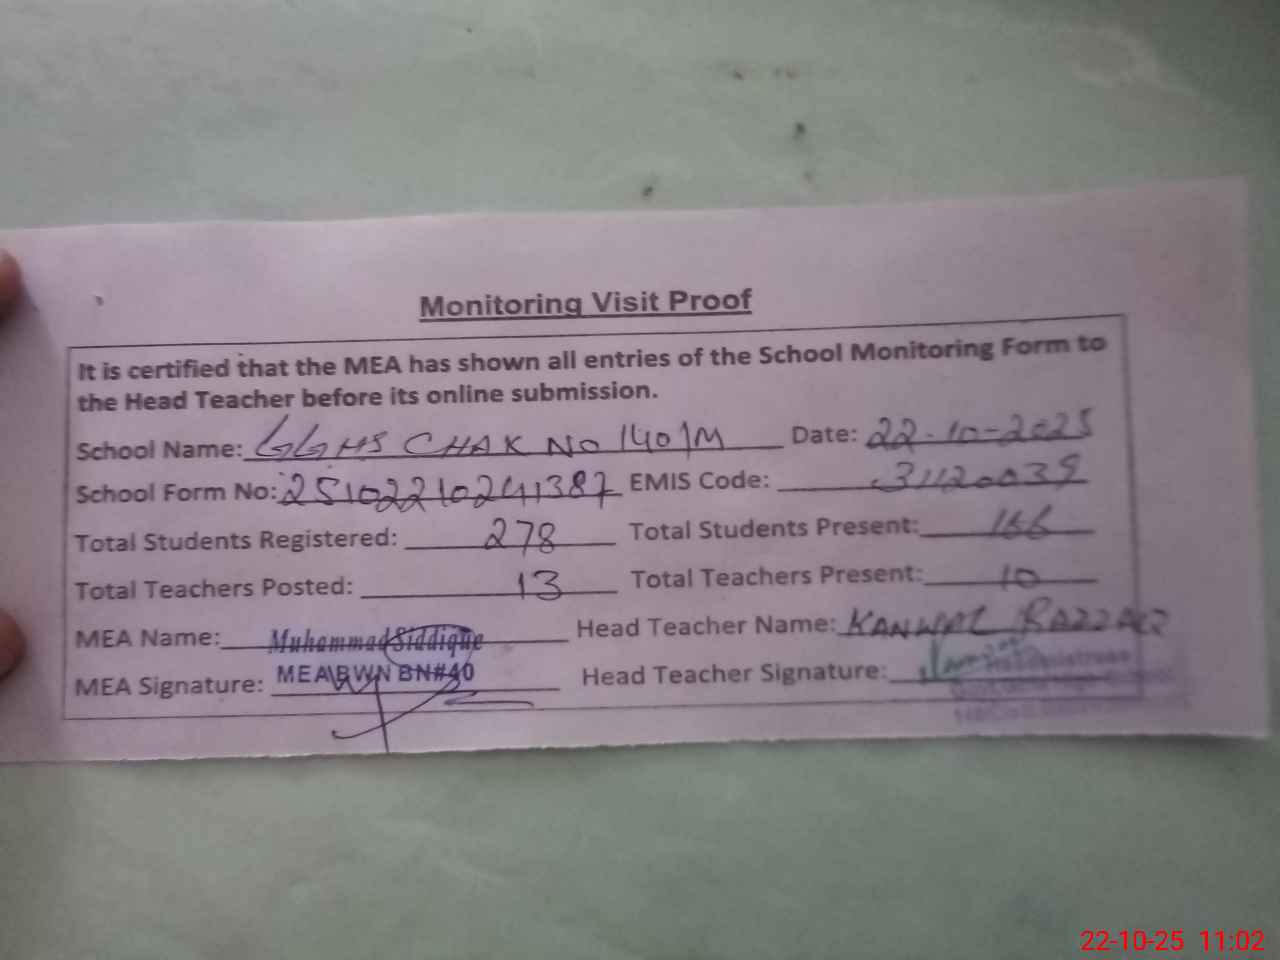 Monitoring Visit Proof
It is certified that the MEA has shown all entries of the School Monitoring Form to
the Head Teacher before its online submission.
School Name: GGHS CHAK NO 140/M Date: 22-10-2025
School Form No: 25102210241387 EMIS Code: 31120039
Total Students Registered: 278 Total Students Present: 166
Total Teachers Posted: 13 Total Teachers Present: 10
MEA Name: Muhammad Siddique Head Teacher Name: KANWAL RAZZAQ
MEA Signature: MEA BWN BN#40 Head Teacher Signature:
Headmistress
22-10-25 11:02